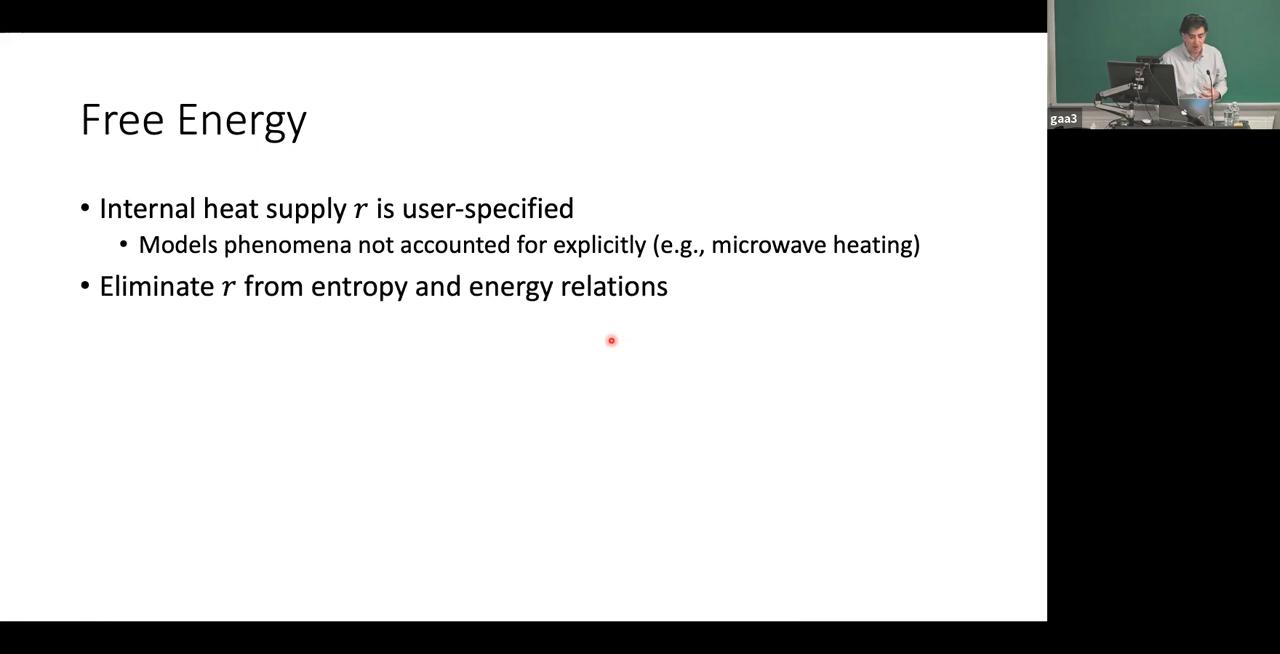 Free Energy
• Internal heat supply r is user-specified
• Models phenomena not accounted for explicitly (e.g., microwave heating)
• Eliminate r from entropy and energy relations
gaa3